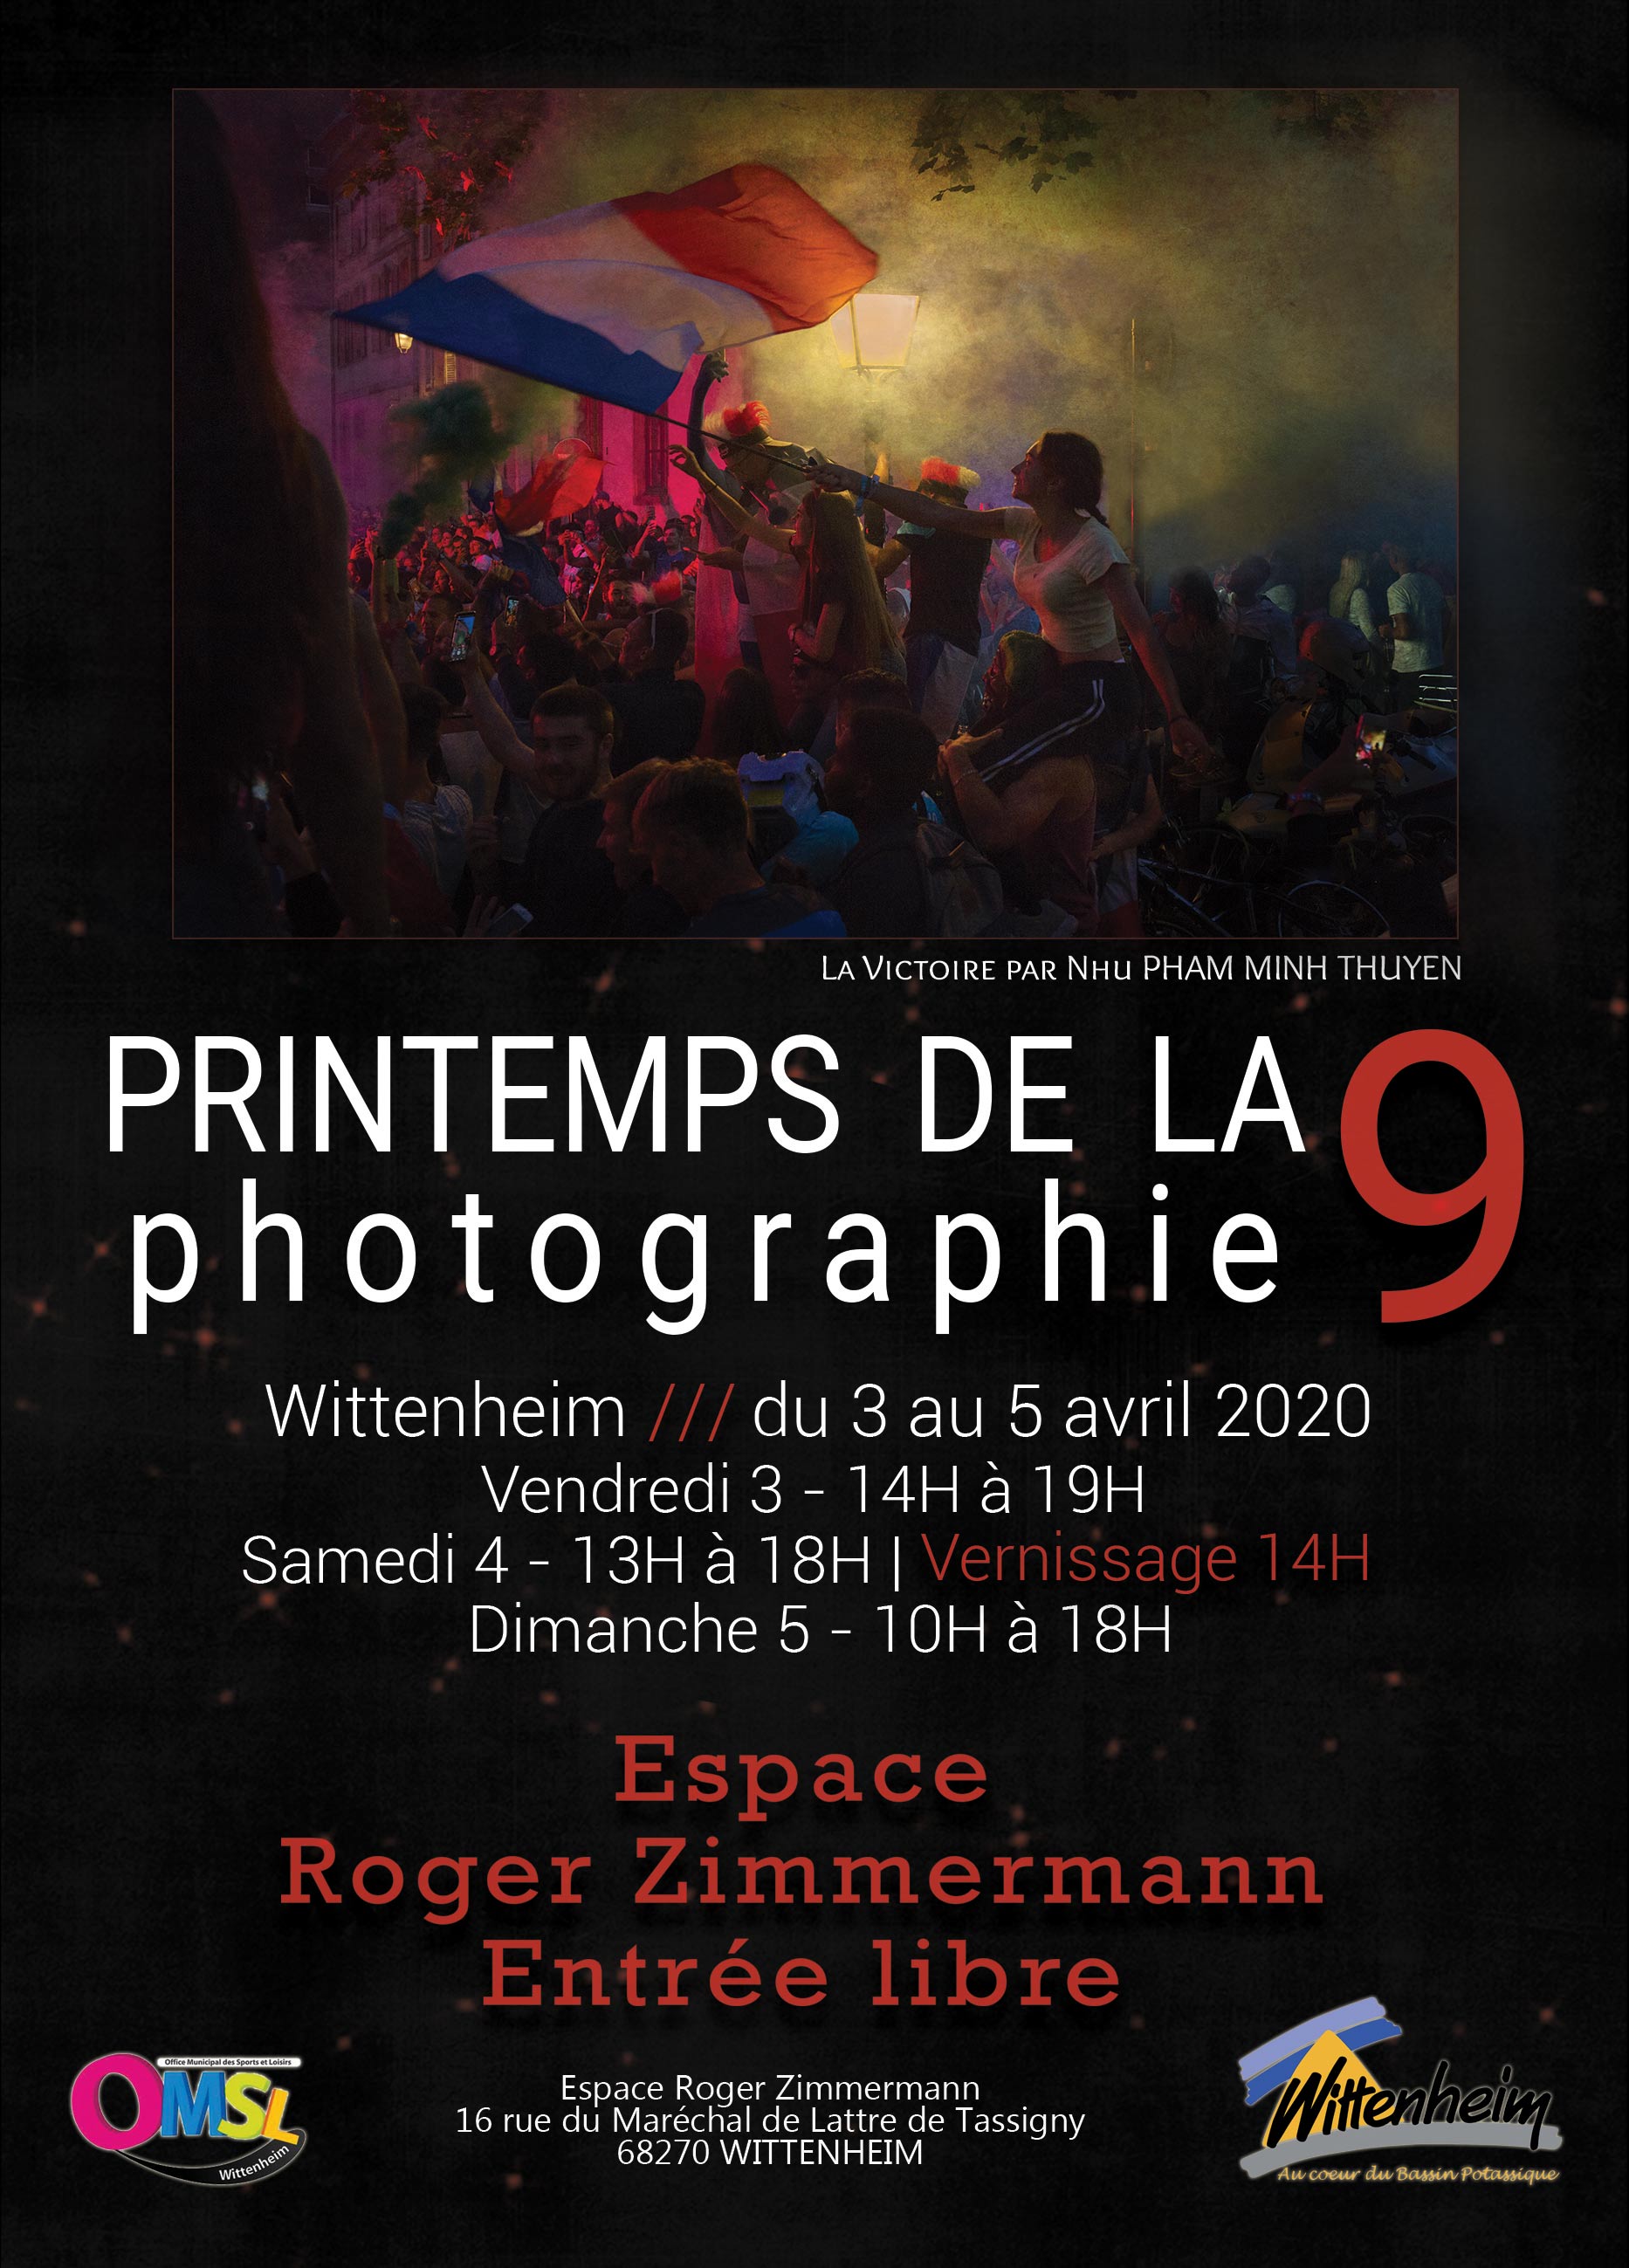 La Victoire par Nhu PHAM MINH THUYEN
PRINTEMPS DE LA 9
photographie
Wittenheim /// du 3 au 5 avril 2020
Vendredi 3 - 14H à 19H
Samedi 4 - 13H à 18H | Vernissage 14H
Dimanche 5 - 10H à 18H
Espace
Roger Zimmermann
Entrée libre
Office Municipal des Sports et Loisirs
OMSL
Wittenheim
Espace Roger Zimmermann
16 rue du Maréchal de Lattre de Tassigny
68270 WITTENHEIM
Wittenheim
Au coeur du Bassin Potassique